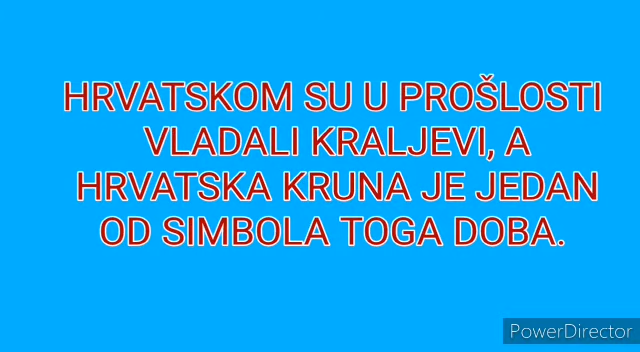 HRVATSKOM SU U PROŠLOSTI
VLADALI KRALJEVI, A
HRVATSKA KRUNA JE JEDAN
OD SIMBOLA TOGA DOBA.
PowerDirector